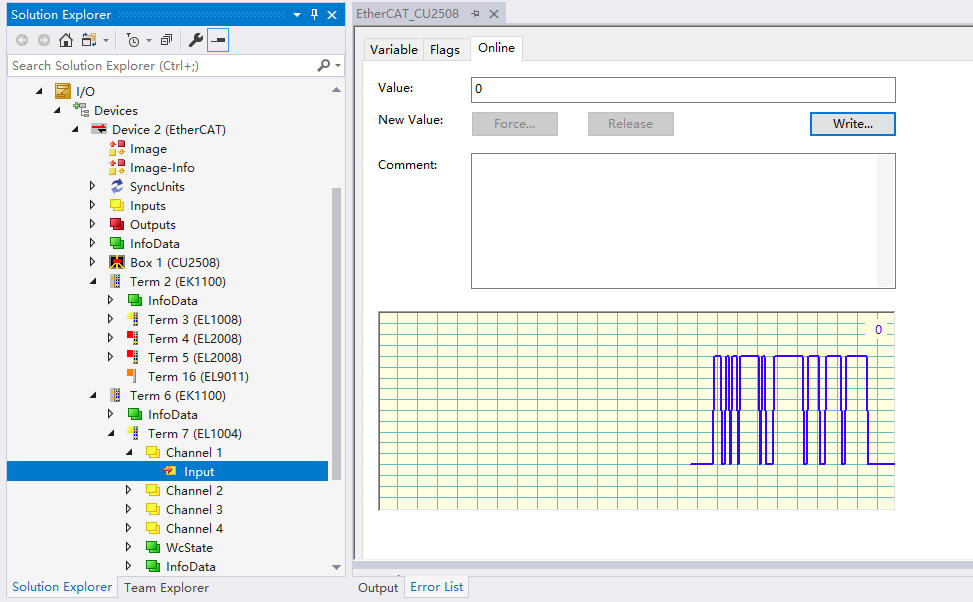 Solution Explorer
Search Solution Explorer (Ctrl+;)
I/O
Devices
Device 2 (EtherCAT)
Image
Image-Info
SyncUnits
Inputs
Outputs
InfoData
Box 1 (CU2508)
Term 2 (EK1100)
InfoData
Term 3 (EL1008)
Term 4 (EL2008)
Term 5 (EL2008)
Term 16 (EL9011)
Term 6 (EK1100)
InfoData
Term 7 (EL1004)
Channel 1
Input
Channel 2
Channel 3
Channel 4
WcState
InfoData
Solution Explorer Team Explorer
EtherCAT_CU2508
Variable Flags Online
Value: 0
New Value: Force... Release Write...
Comment:
0
Output Error List